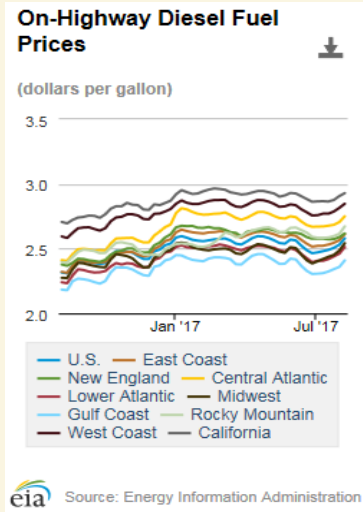 On-Highway Diesel Fuel
Prices
(dollars per gallon)
3.5
3.0
2.5
2.0
Jan '17 Jul '17
U.S. East Coast
New England Central Atlantic
Lower Atlantic Midwest
Gulf Coast Rocky Mountain
West Coast California
eia Source: Energy Information Administration